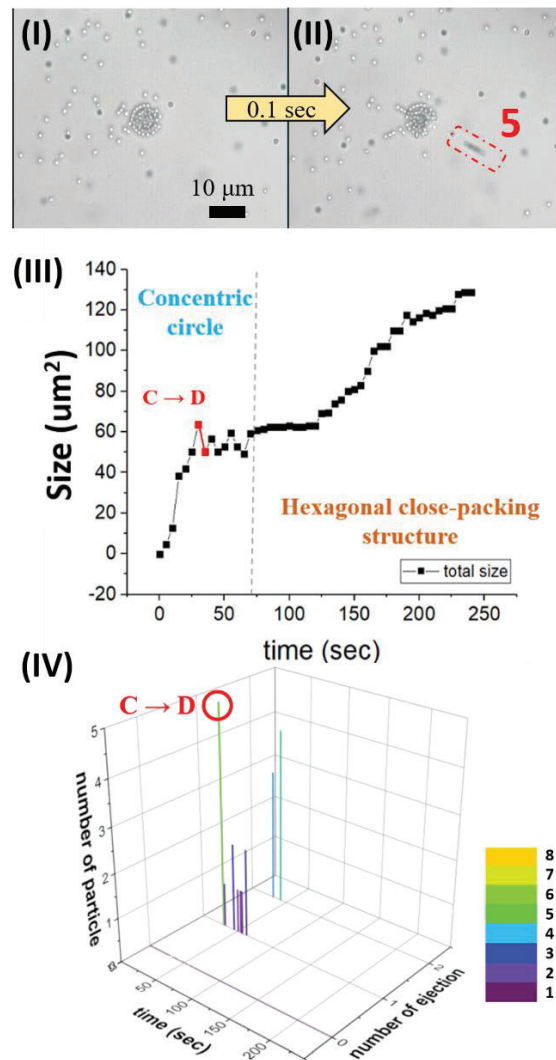 (I)
(II)
0.1 sec
5
10 μm
(III)
140
120
100
80
60
40
20
0
-20
Size (um²)
Concentric
circle
C → D
Hexagonal close-packing
structure
total size
0 50 100 150 200 250
time (sec)
(IV)
C → D
5
4
3
2
1
number of particle
50
100
150
200
time (sec)
0
1
2
number of ejection
8
7
6
5
4
3
2
1